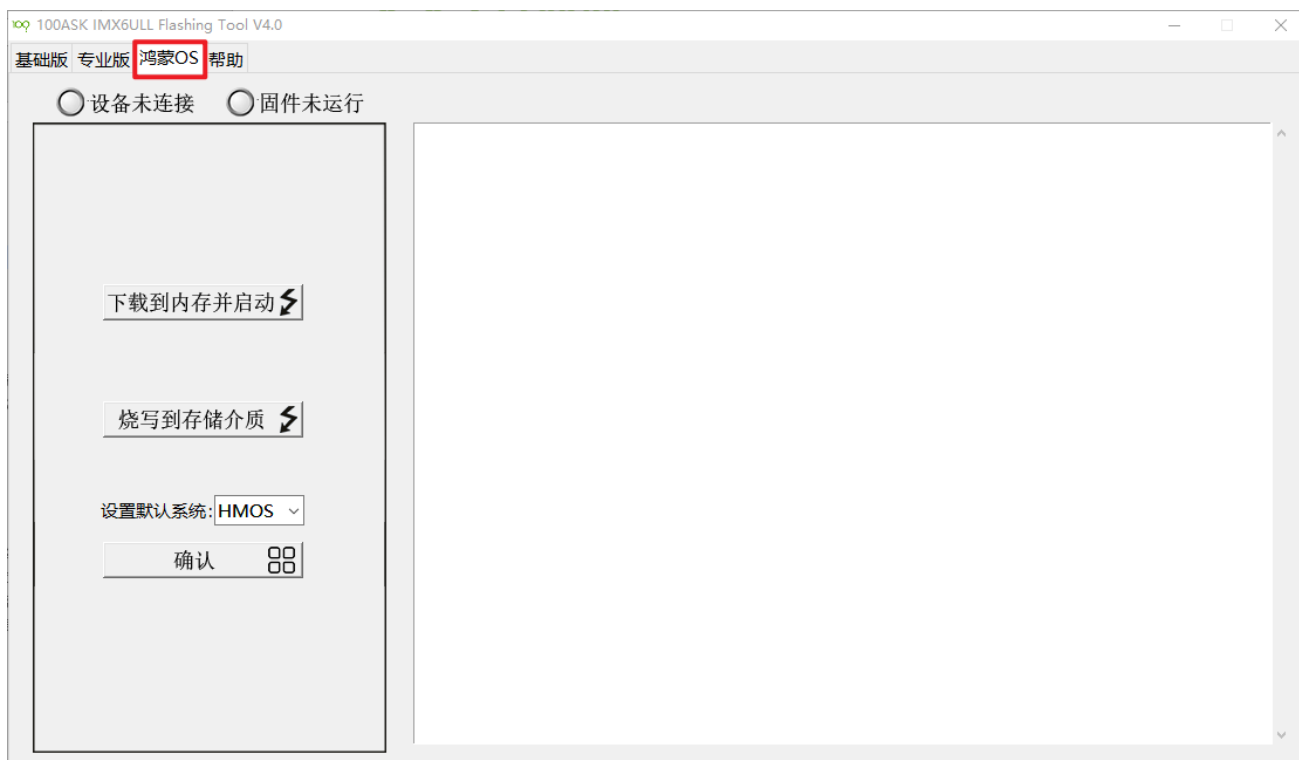 100ASK IMX6ULL Flashing Tool V4.0
基础版 专业版 鸿蒙OS 帮助
设备未连接 固件未运行
下载到内存并启动
烧写到存储介质
设置默认系统: HMOS
确认